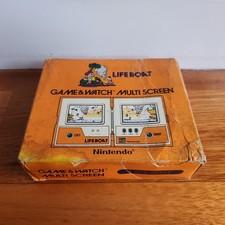 LIFEBOAT
GAME & WATCH MULTI SCREEN
LIFEBOAT
Nintendo
GAME & WATCH
MULTI SCREEN